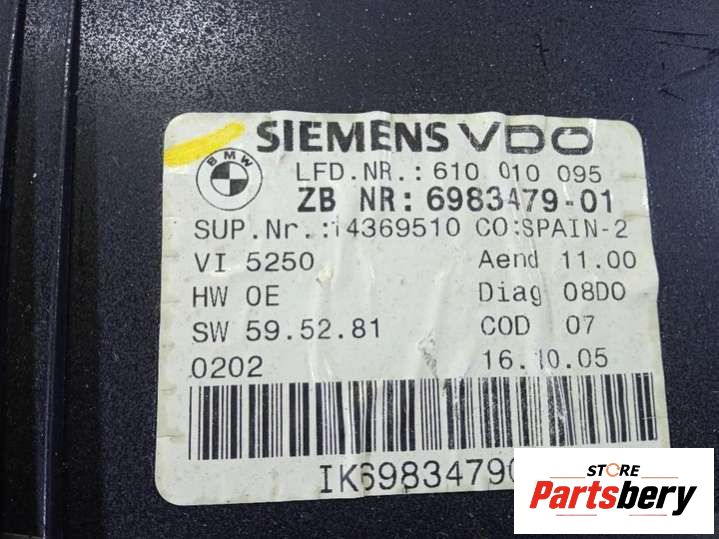 SIEMENS VDO
BMW
LFD.NR.:610 010 095
ZB NR: 6983479-01
SUP.Nr.:14369510 CO:SPAIN-2
VI 5250 Aend 11.00
HW 0E Diag 08D0
SW 59.52.81 COD 07
0202 16.10.05
IK69834790
STORE
Partsbery